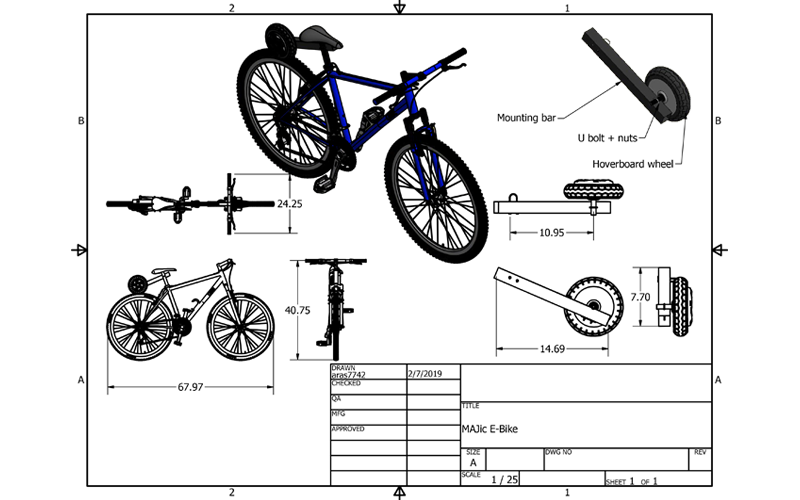 2
1
B
B
Mounting bar
U bolt + nuts
Hoverboard wheel
24.25
10.95
40.75
7.70
14.69
67.97
A
A
DRAWN
aras7742
2/7/2019
CHECKED
QA
MFG
APPROVED
TITLE
MAJic E-Bike
SIZE
A
DWG NO
REV
SCALE
1 / 25
SHEET 1 OF 1
2
1